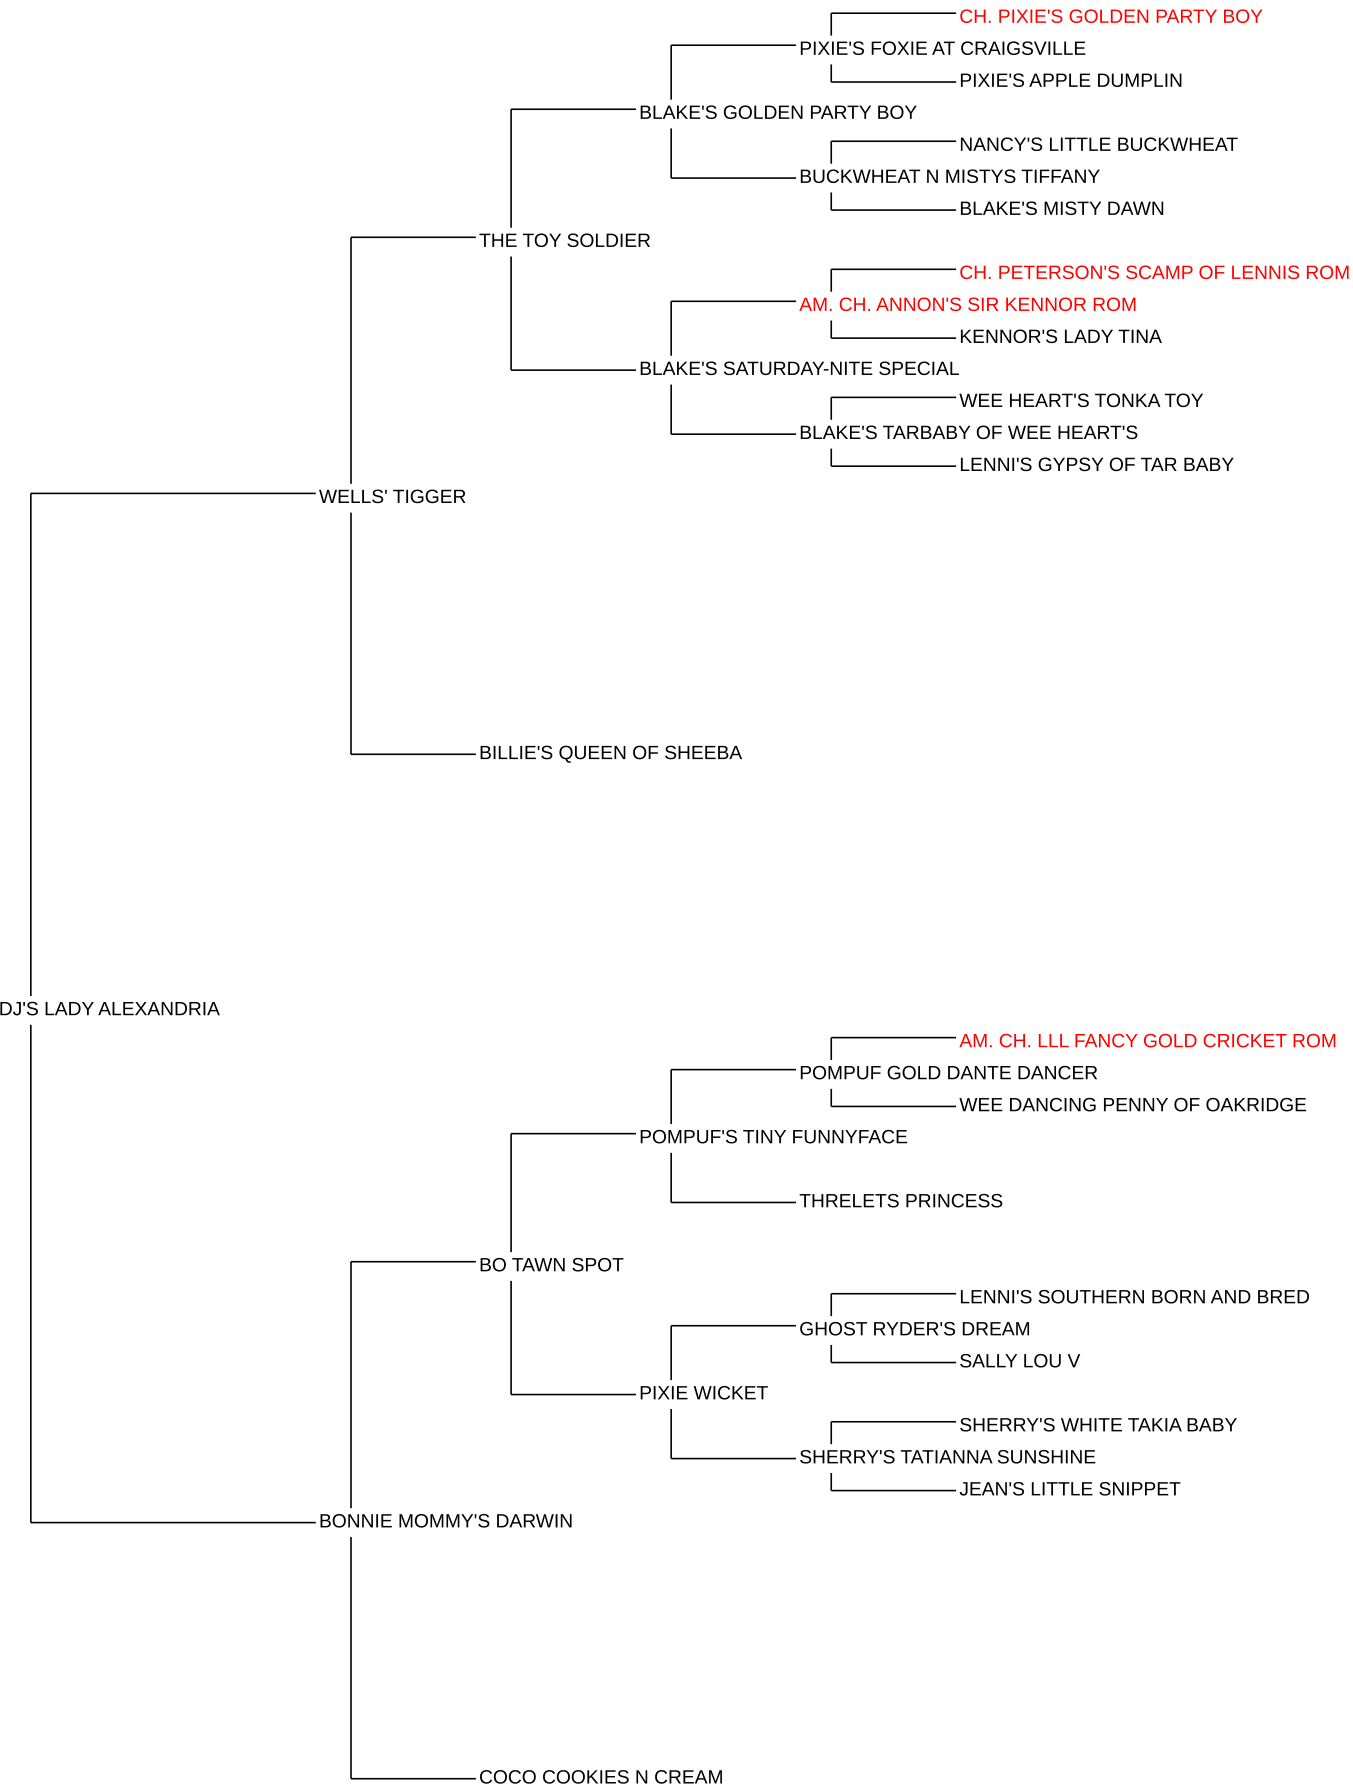 CH. PIXIE'S GOLDEN PARTY BOY
PIXIE'S FOXIE AT CRAIGSVILLE
PIXIE'S APPLE DUMPLIN
BLAKE'S GOLDEN PARTY BOY
NANCY'S LITTLE BUCKWHEAT
BUCKWHEAT N MISTYS TIFFANY
BLAKE'S MISTY DAWN
THE TOY SOLDIER
CH. PETERSON'S SCAMP OF LENNIS ROM
AM. CH. ANNON'S SIR KENNOR ROM
KENNOR'S LADY TINA
BLAKE'S SATURDAY-NITE SPECIAL
WEE HEART'S TONKA TOY
BLAKE'S TARBABY OF WEE HEART'S
LENNI'S GYPSY OF TAR BABY
WELLS' TIGGER
BILLIE'S QUEEN OF SHEEBA
DJ'S LADY ALEXANDRIA
AM. CH. LLL FANCY GOLD CRICKET ROM
POMPUF GOLD DANTE DANCER
WEE DANCING PENNY OF OAKRIDGE
POMPUF'S TINY FUNNYFACE
THRELETS PRINCESS
BO TAWN SPOT
LENNI'S SOUTHERN BORN AND BRED
GHOST RYDER'S DREAM
SALLY LOU V
PIXIE WICKET
SHERRY'S WHITE TAKIA BABY
SHERRY'S TATIANNA SUNSHINE
JEAN'S LITTLE SNIPPET
BONNIE MOMMY'S DARWIN
COCO COOKIES N CREAM